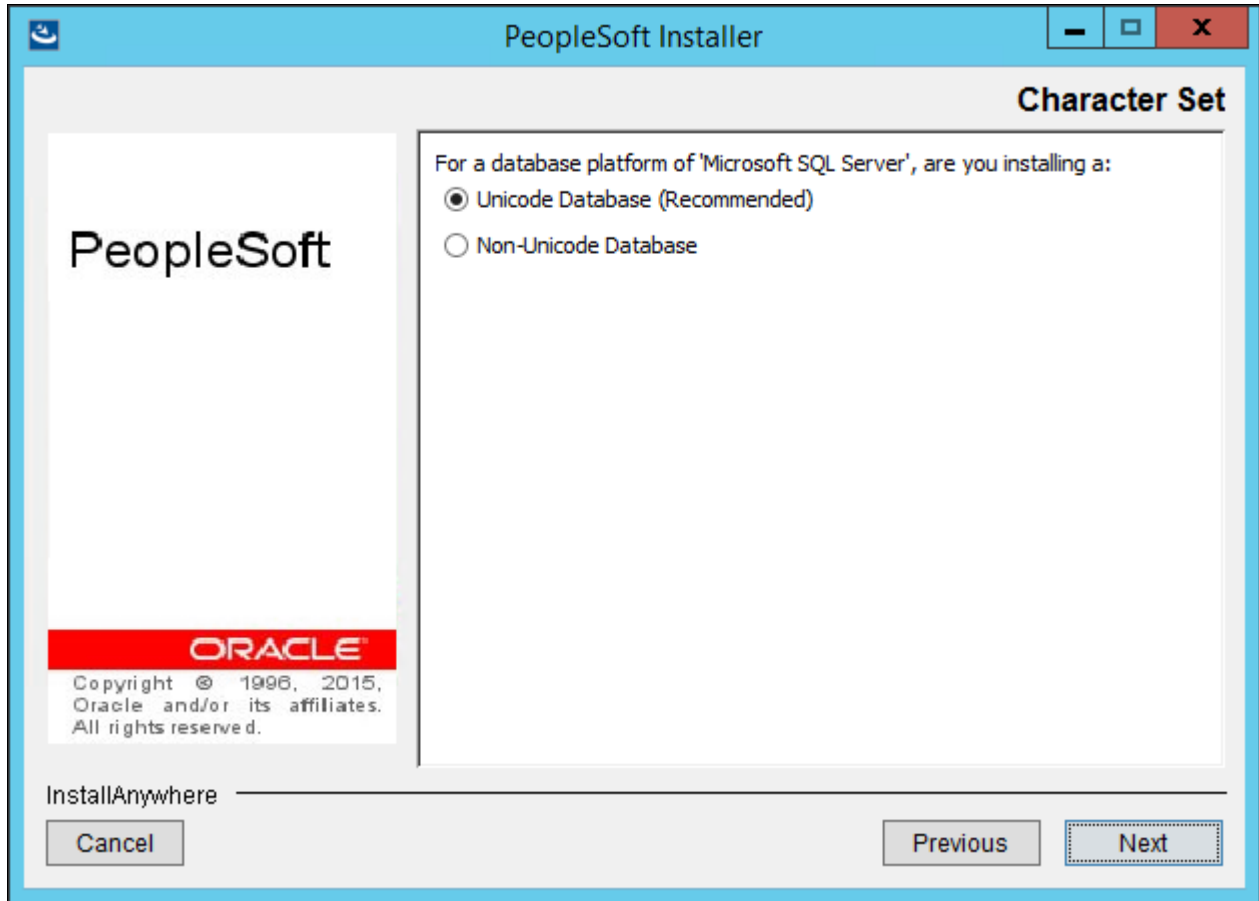 PeopleSoft Installer
Character Set
For a database platform of 'Microsoft SQL Server', are you installing a:
Unicode Database (Recommended)
Non-Unicode Database
PeopleSoft
ORACLE
Copyright © 1996, 2015,
Oracle and/or its affiliates.
All rights reserved.
InstallAnywhere
Cancel
Previous
Next